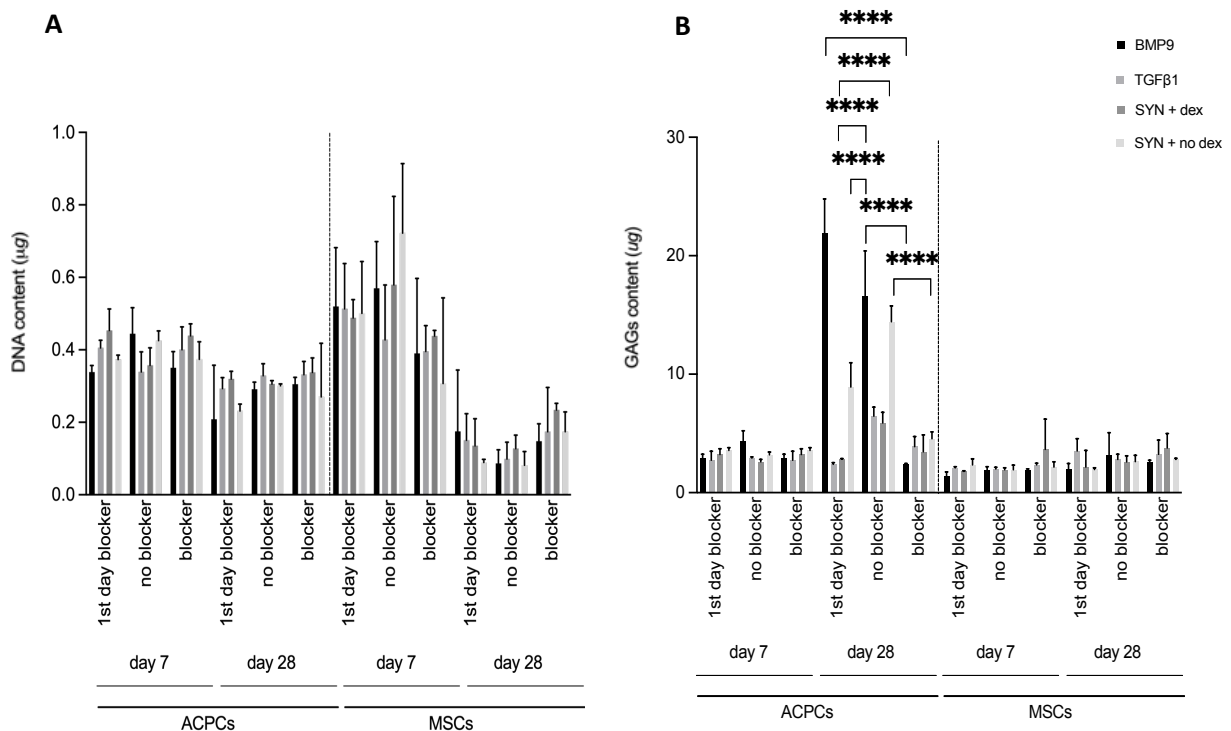 A
DNA content (µg)
1.0
0.8
0.6
0.4
0.2
0.0
1st day blocker
no blocker
blocker
1st day blocker
no blocker
blocker
1st day blocker
no blocker
blocker
1st day blocker
no blocker
blocker
day 7
day 28
day 7
day 28
ACPCs
MSCs
B
****
****
****
****
****
****
BMP9
TGFβ1
SYN + dex
SYN + no dex
GAGs content (ug)
30
20
10
0
1st day blocker
no blocker
blocker
1st day blocker
no blocker
blocker
1st day blocker
no blocker
blocker
1st day blocker
no blocker
blocker
day 7
day 28
day 7
day 28
ACPCs
MSCs